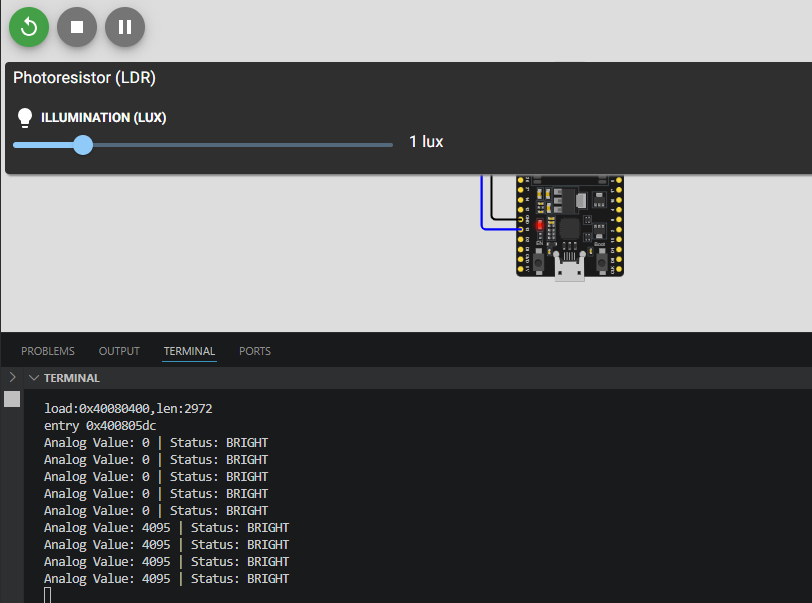 Photoresistor (LDR)
ILLUMINATION (LUX)
1 lux
EN
Boot
PROBLEMS
OUTPUT
TERMINAL
PORTS
TERMINAL
load:0x40080400,len:2972
entry 0x400805dc
Analog Value: 0 | Status: BRIGHT
Analog Value: 0 | Status: BRIGHT
Analog Value: 0 | Status: BRIGHT
Analog Value: 0 | Status: BRIGHT
Analog Value: 0 | Status: BRIGHT
Analog Value: 4095 | Status: BRIGHT
Analog Value: 4095 | Status: BRIGHT
Analog Value: 4095 | Status: BRIGHT
Analog Value: 4095 | Status: BRIGHT